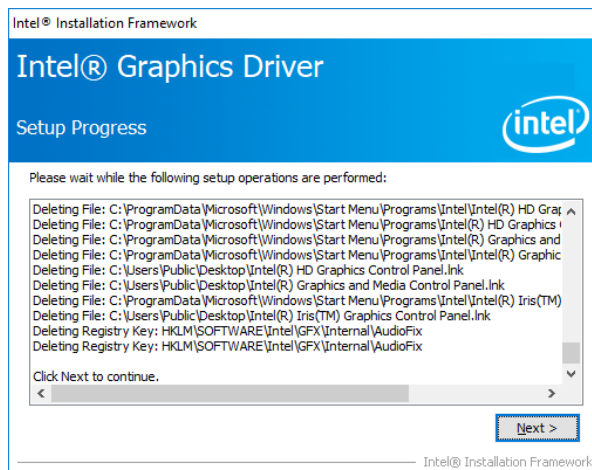 Intel® Installation Framework
Intel® Graphics Driver
Setup Progress
intel
Please wait while the following setup operations are performed:
Deleting File: C:\ProgramData\Microsoft\Windows\Start Menu\Programs\Intel\Intel(R) HD Grap
Deleting File: C:\ProgramData\Microsoft\Windows\Start Menu\Programs\Intel(R) HD Graphics
Deleting File: C:\ProgramData\Microsoft\Windows\Start Menu\Programs\Intel(R) Graphics and
Deleting File: C:\ProgramData\Microsoft\Windows\Start Menu\Programs\Intel\Intel(R) Graphic
Deleting File: C:\Users\Public\Desktop\Intel(R) HD Graphics Control Panel.lnk
Deleting File: C:\Users\Public\Desktop\Intel(R) Graphics and Media Control Panel.lnk
Deleting File: C:\ProgramData\Microsoft\Windows\Start Menu\Programs\Intel\Intel(R) Iris(TM)
Deleting File: C:\Users\Public\Desktop\Intel(R) Iris(TM) Graphics Control Panel.lnk
Deleting Registry Key: HKLM\SOFTWARE\Intel\GFX\Internal\AudioFix
Deleting Registry Key: HKLM\SOFTWARE\Intel\GFX\Internal\AudioFix
Click Next to continue.
Next >
Intel® Installation Framework